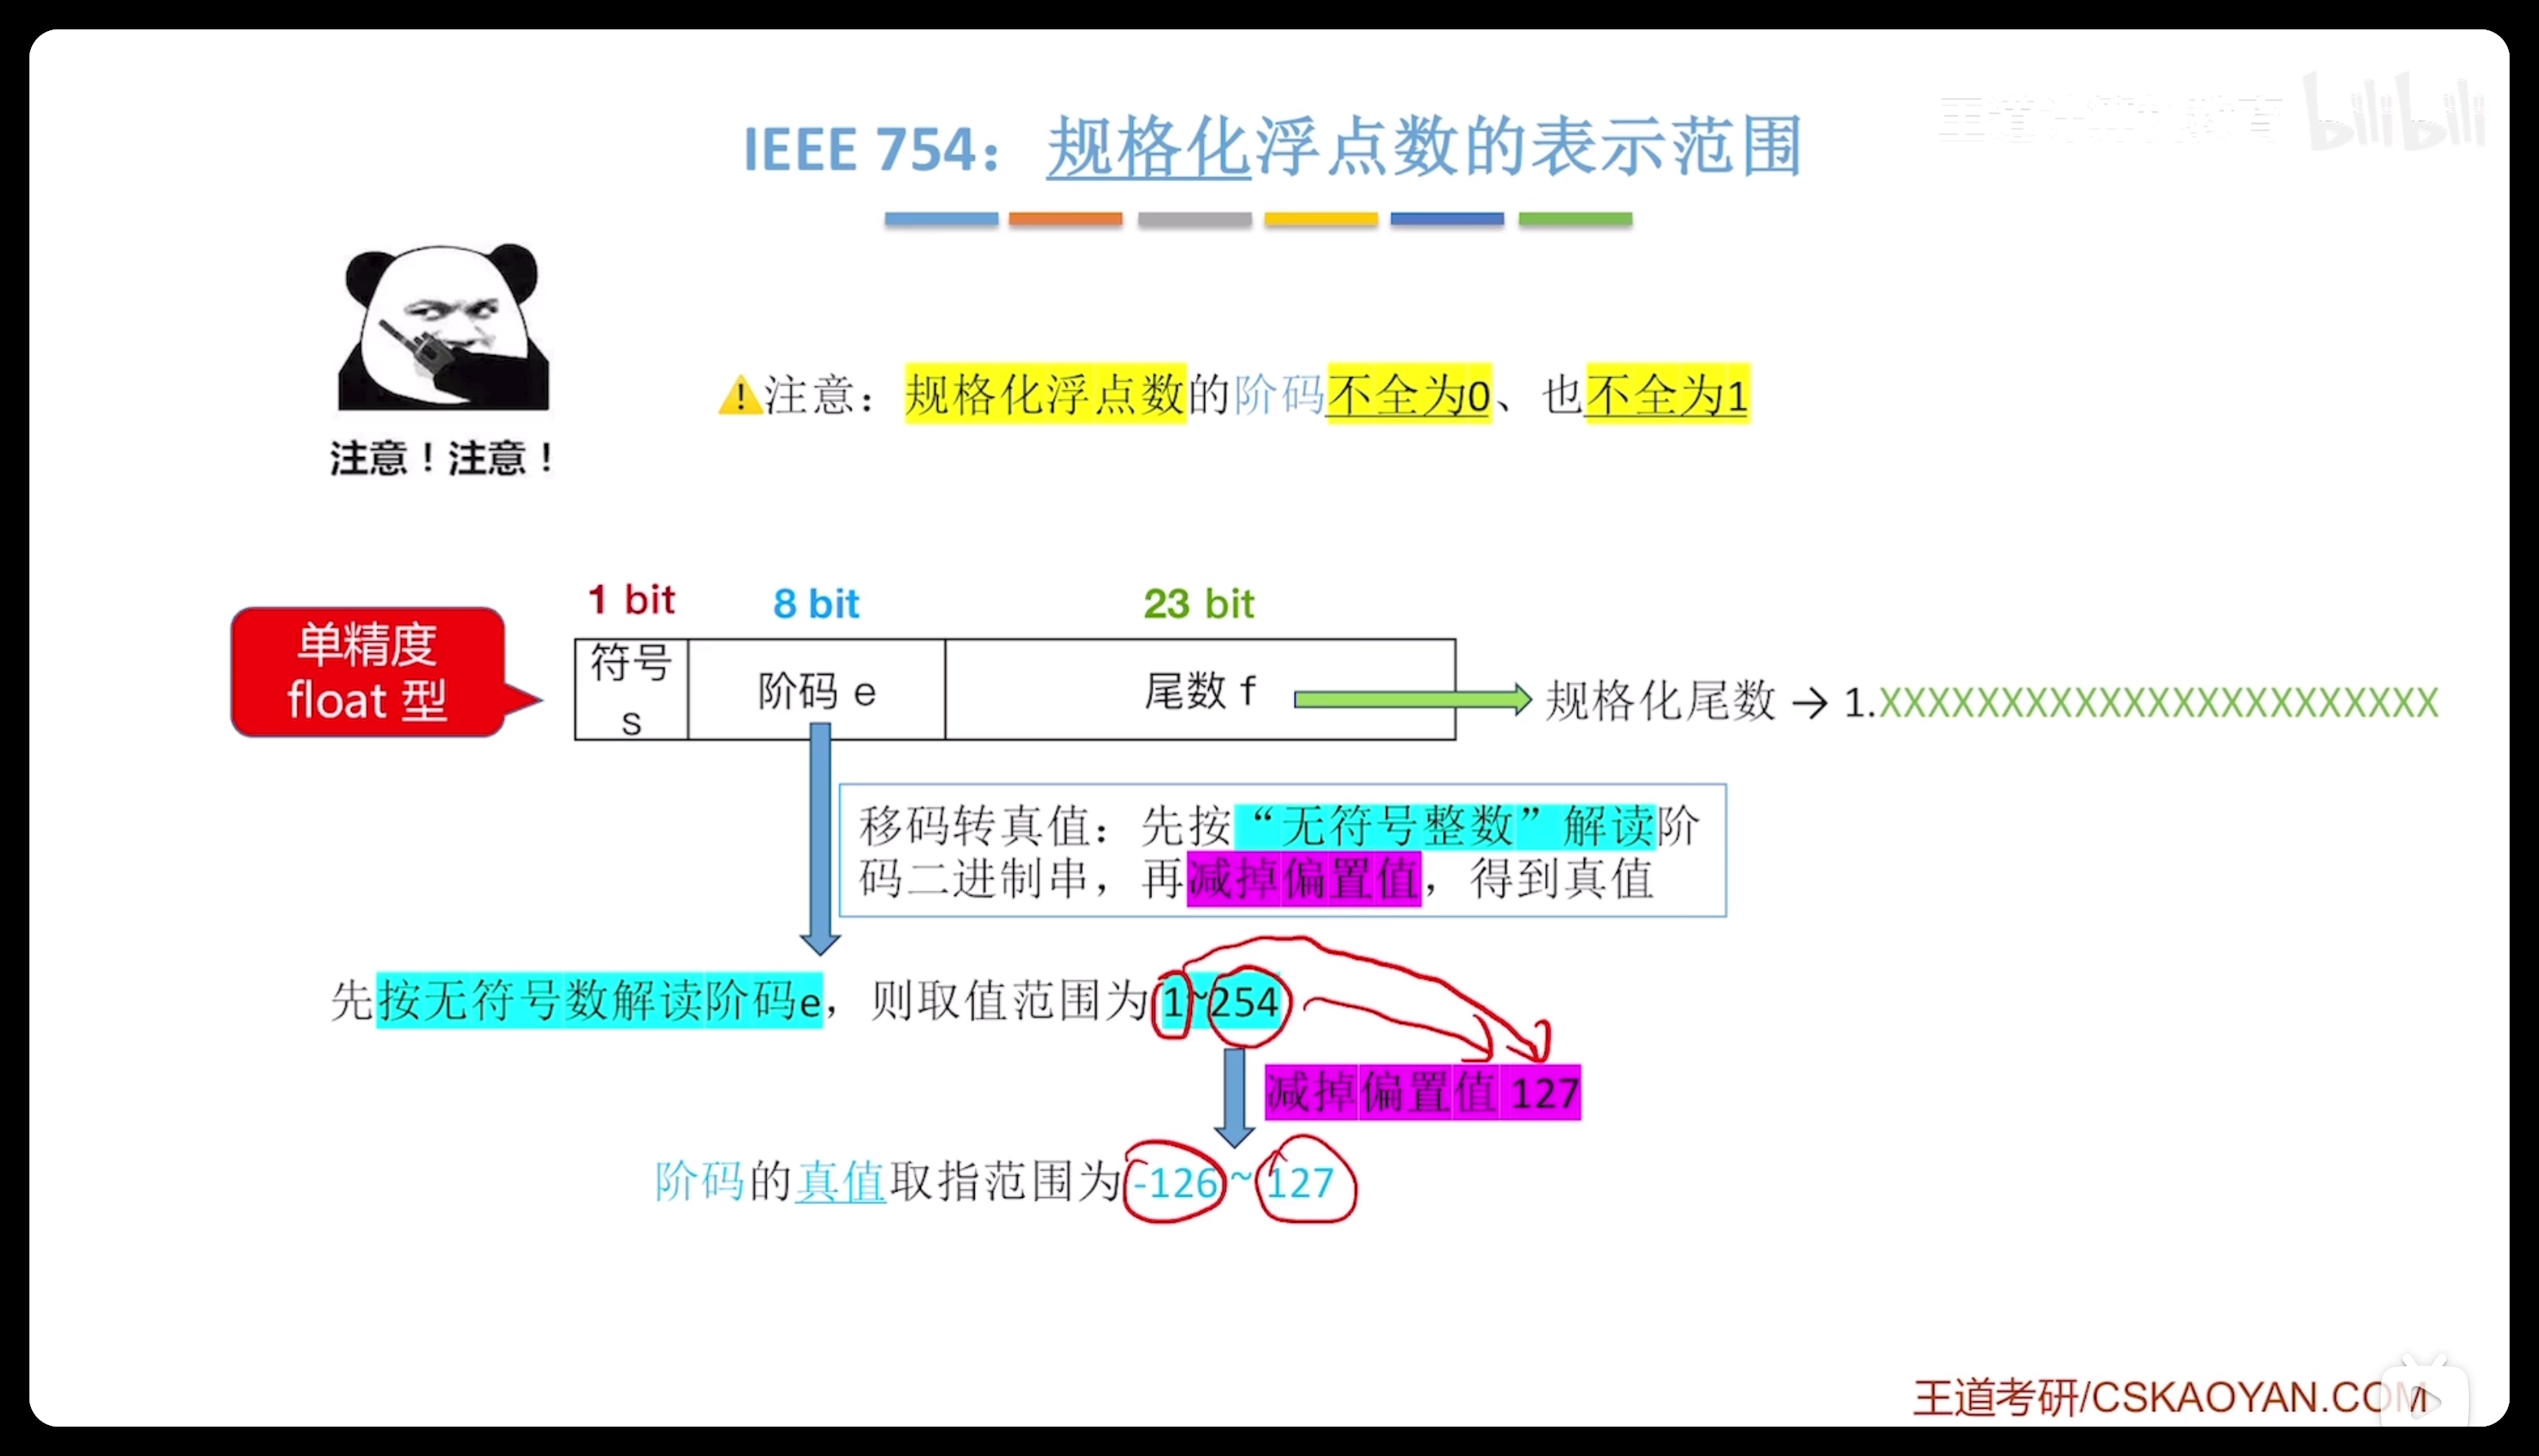 王道计算机教育 bilibili
IEEE 754：规格化浮点数的表示范围
⚠注意：规格化浮点数的阶码不全为0、也不全为1
注意！注意！
1 bit 8 bit 23 bit
单精度
float 型
符号
s
阶码 e
尾数 f
规格化尾数 → 1.XXXXXXXXXXXXXXXXXXXXXXX
移码转真值：先按“无符号整数”解读阶
码二进制串，再减掉偏置值，得到真值
先按无符号数解读阶码e，则取值范围为 1~254
减掉偏置值 127
阶码的真值取指范围为 -126 ~ 127
王道考研/CSKAOYAN.COM